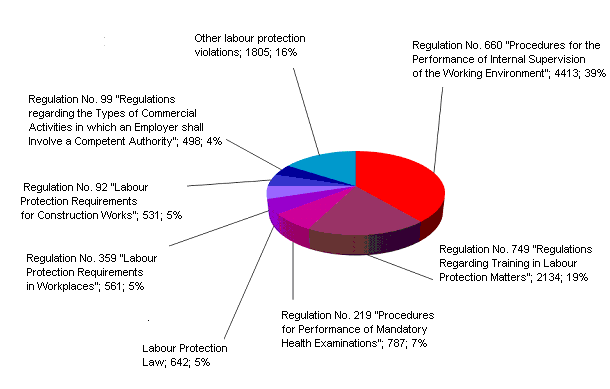 Other labour protection
violations; 1805; 16%
Regulation No. 660 "Procedures for the
Performance of Internal Supervision
of the Working Environment"; 4413; 39%
Regulation No. 99 "Regulations
regarding the Types of Commercial
Activities in which an Employer shall
Involve a Competent Authority"; 498; 4%
Regulation No. 92 "Labour
Protection Requirements
for Construction Works"; 531; 5%
Regulation No. 359 "Labour
Protection Requirements
in Workplaces"; 561; 5%
Regulation No. 749 "Regulations
Regarding Training in Labour
Protection Matters"; 2134; 19%
Regulation No. 219 "Procedures
for Performance of Mandatory
Health Examinations"; 787; 7%
Labour Protection
Law; 642; 5%